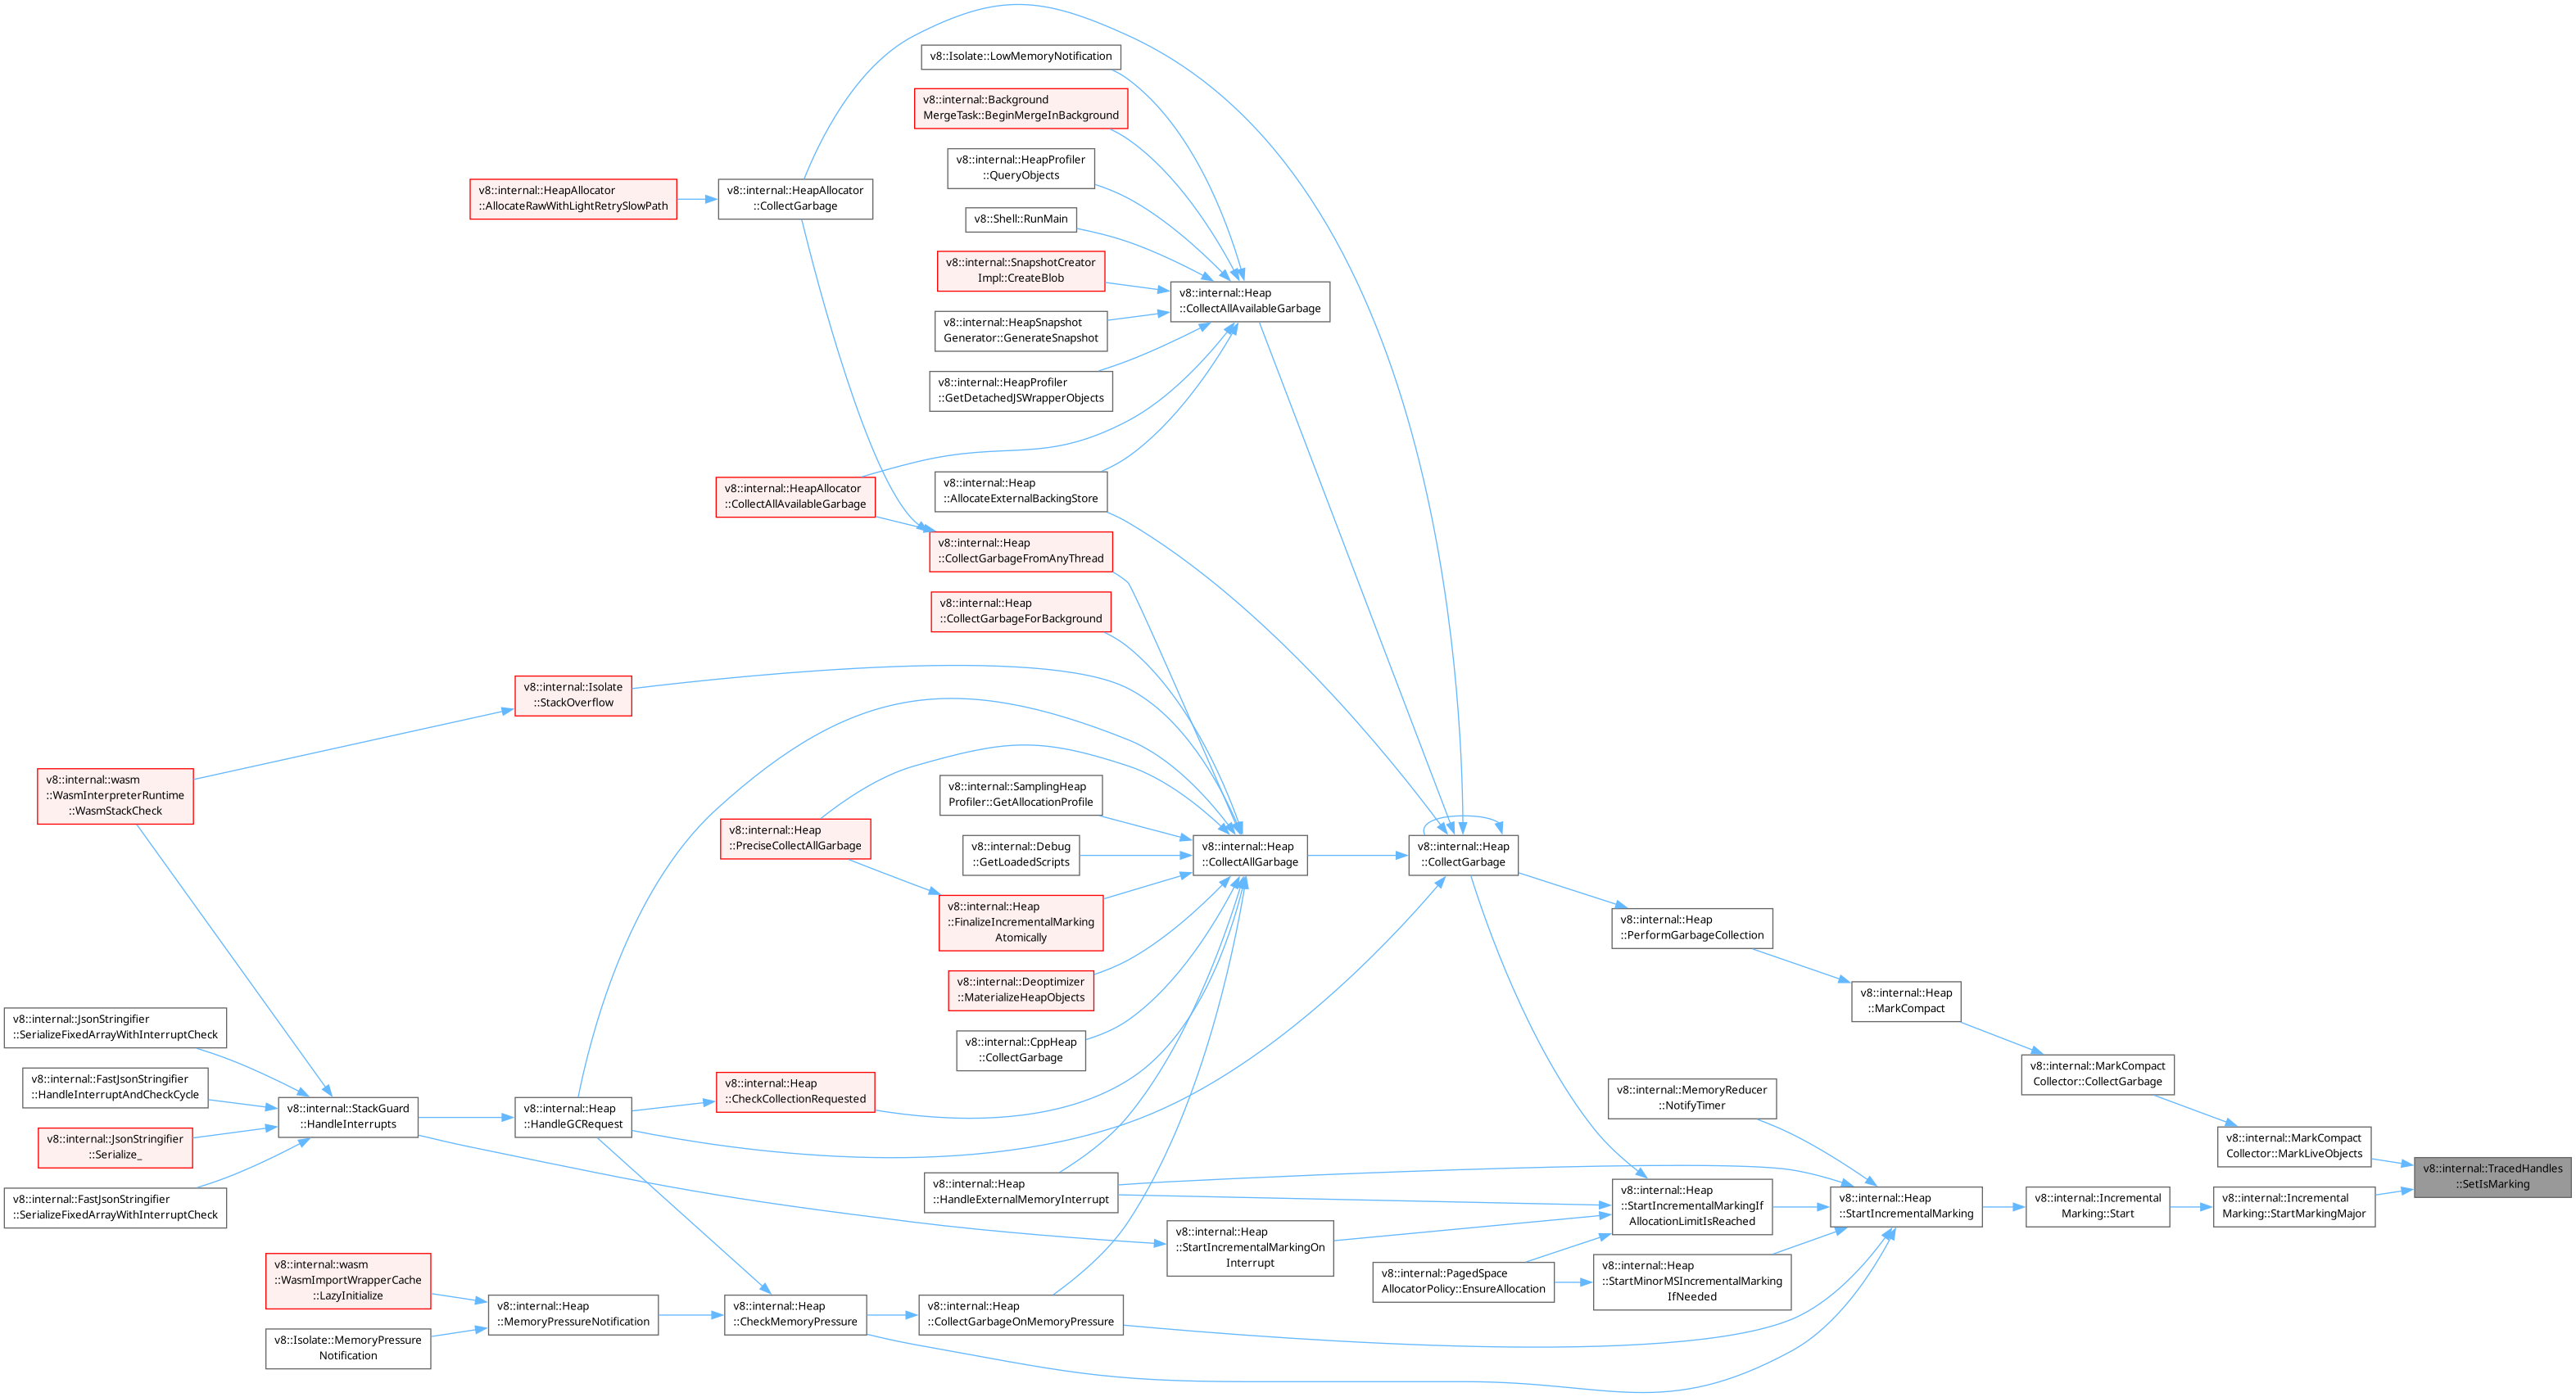 v8::Isolate::LowMemoryNotification
v8::internal::Background
MergeTask::BeginMergeInBackground
v8::internal::HeapProfiler
::QueryObjects
v8::internal::HeapAllocator
::AllocateRawWithLightRetrySlowPath
v8::internal::HeapAllocator
::CollectGarbage
v8::Shell::RunMain
v8::internal::SnapshotCreator
Impl::CreateBlob
v8::internal::Heap
::CollectAllAvailableGarbage
v8::internal::HeapSnapshot
Generator::GenerateSnapshot
v8::internal::HeapProfiler
::GetDetachedJSWrapperObjects
v8::internal::HeapAllocator
::CollectAllAvailableGarbage
v8::internal::Heap
::AllocateExternalBackingStore
v8::internal::Heap
::CollectGarbageFromAnyThread
v8::internal::Heap
::CollectGarbageForBackground
v8::internal::Isolate
::StackOverflow
v8::internal::wasm
::WasmInterpreterRuntime
::WasmStackCheck
v8::internal::SamplingHeap
Profiler::GetAllocationProfile
v8::internal::Heap
::PreciseCollectAllGarbage
v8::internal::Debug
::GetLoadedScripts
v8::internal::Heap
::CollectAllGarbage
v8::internal::Heap
::CollectGarbage
v8::internal::Heap
::FinalizeIncrementalMarking
Atomically
v8::internal::Heap
::PerformGarbageCollection
v8::internal::Deoptimizer
::MaterializeHeapObjects
v8::internal::Heap
::MarkCompact
v8::internal::JsonStringifier
::SerializeFixedArrayWithInterruptCheck
v8::internal::CppHeap
::CollectGarbage
v8::internal::MarkCompact
Collector::CollectGarbage
v8::internal::FastJsonStringifier
::HandleInterruptAndCheckCycle
v8::internal::StackGuard
::HandleInterrupts
v8::internal::Heap
::HandleGCRequest
v8::internal::Heap
::CheckCollectionRequested
v8::internal::MemoryReducer
::NotifyTimer
v8::internal::JsonStringifier
::Serialize_
v8::internal::MarkCompact
Collector::MarkLiveObjects
v8::internal::TracedHandles
::SetIsMarking
v8::internal::FastJsonStringifier
::SerializeFixedArrayWithInterruptCheck
v8::internal::Heap
::HandleExternalMemoryInterrupt
v8::internal::Heap
::StartIncrementalMarkingIf
AllocationLimitIsReached
v8::internal::Heap
::StartIncrementalMarking
v8::internal::Incremental
Marking::Start
v8::internal::Incremental
Marking::StartMarkingMajor
v8::internal::Heap
::StartIncrementalMarkingOn
Interrupt
v8::internal::PagedSpace
AllocatorPolicy::EnsureAllocation
v8::internal::Heap
::StartMinorMSIncrementalMarking
IfNeeded
v8::internal::wasm
::WasmImportWrapperCache
::LazyInitialize
v8::internal::Heap
::MemoryPressureNotification
v8::internal::Heap
::CheckMemoryPressure
v8::internal::Heap
::CollectGarbageOnMemoryPressure
v8::Isolate::MemoryPressure
Notification